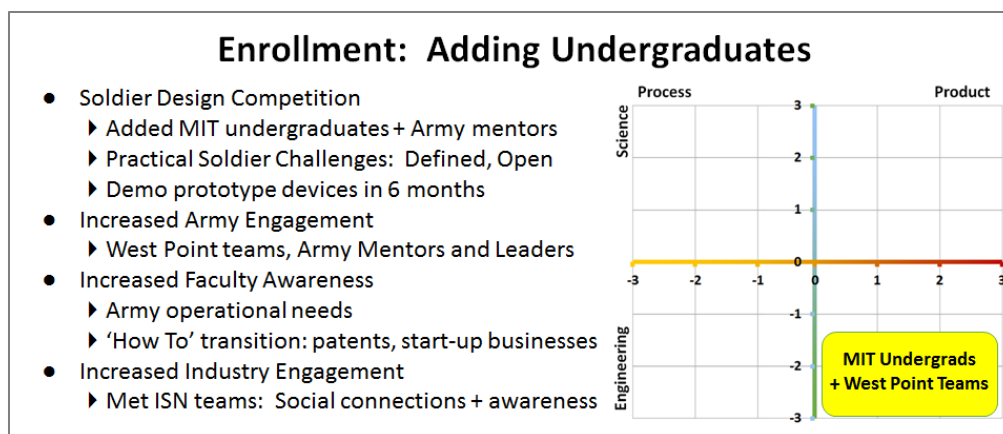 Enrollment:  Adding Undergraduates
● Soldier Design Competition
▶ Added MIT undergraduates + Army mentors
▶ Practical Soldier Challenges:  Defined, Open
▶ Demo prototype devices in 6 months
● Increased Army Engagement
▶ West Point teams, Army Mentors and Leaders
● Increased Faculty Awareness
▶ Army operational needs
▶ ‘How To’ transition: patents, start-up businesses
● Increased Industry Engagement
▶ Met ISN teams:  Social connections + awareness
Process
Product
Science
Engineering
3
2
1
0
-1
-2
-3
-3 -2 -1 0 1 2 3
MIT Undergrads
+ West Point Teams